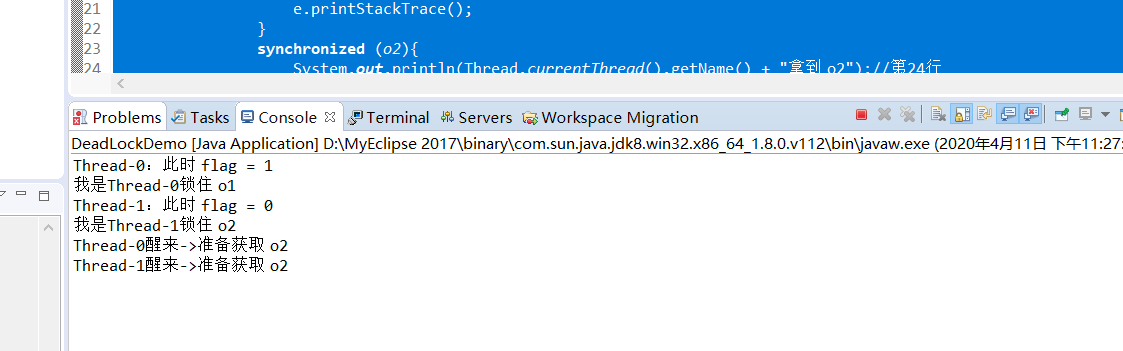 21 e.printStackTrace();
22 }
23 synchronized (o2){
24 System.out.println(Thread.currentThread().getName() + "拿到 o2");//第24行
Problems Tasks Console Terminal Servers Workspace Migration
DeadLockDemo [Java Application] D:\MyEclipse 2017\binary\com.sun.java.jdk8.win32.x86_64_1.8.0.v112\bin\javaw.exe (2020年4月11日 下午11:27:
Thread-0：此时 flag = 1
我是Thread-0锁住 o1
Thread-1：此时 flag = 0
我是Thread-1锁住 o2
Thread-0醒来->准备获取 o2
Thread-1醒来->准备获取 o2